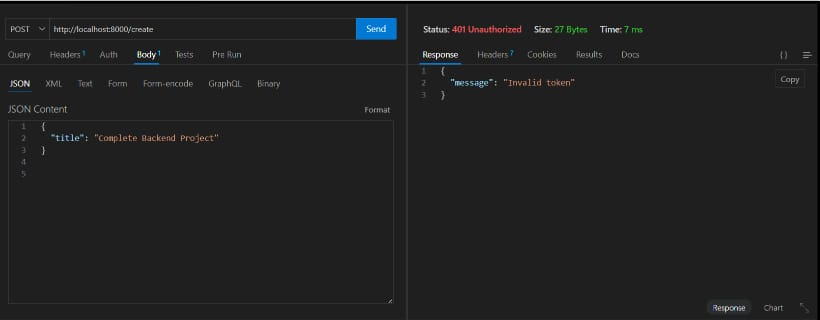 POST http://localhost:8000/create Send
Query Headers 1 Auth Body 1 Tests Pre Run
JSON XML Text Form Form-encode GraphQL Binary
JSON Content Format
1 {
2 "title": "Complete Backend Project"
3 }
4
5
Status: 401 Unauthorized Size: 27 Bytes Time: 7 ms
Response Headers 7 Cookies Results Docs {}
1 {
2 "message": "Invalid token"
3 }
Copy
Response Chart